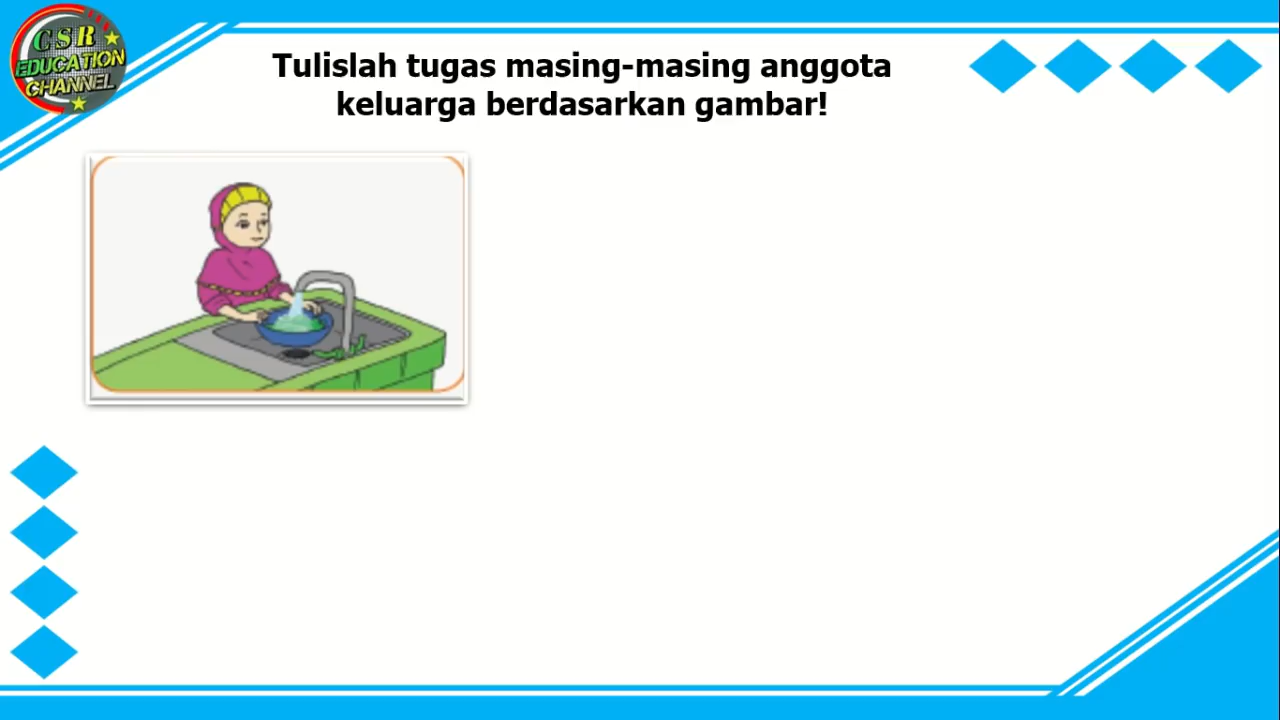 CSR
EDUCATION
CHANNEL
Tulislah tugas masing-masing anggota
keluarga berdasarkan gambar!